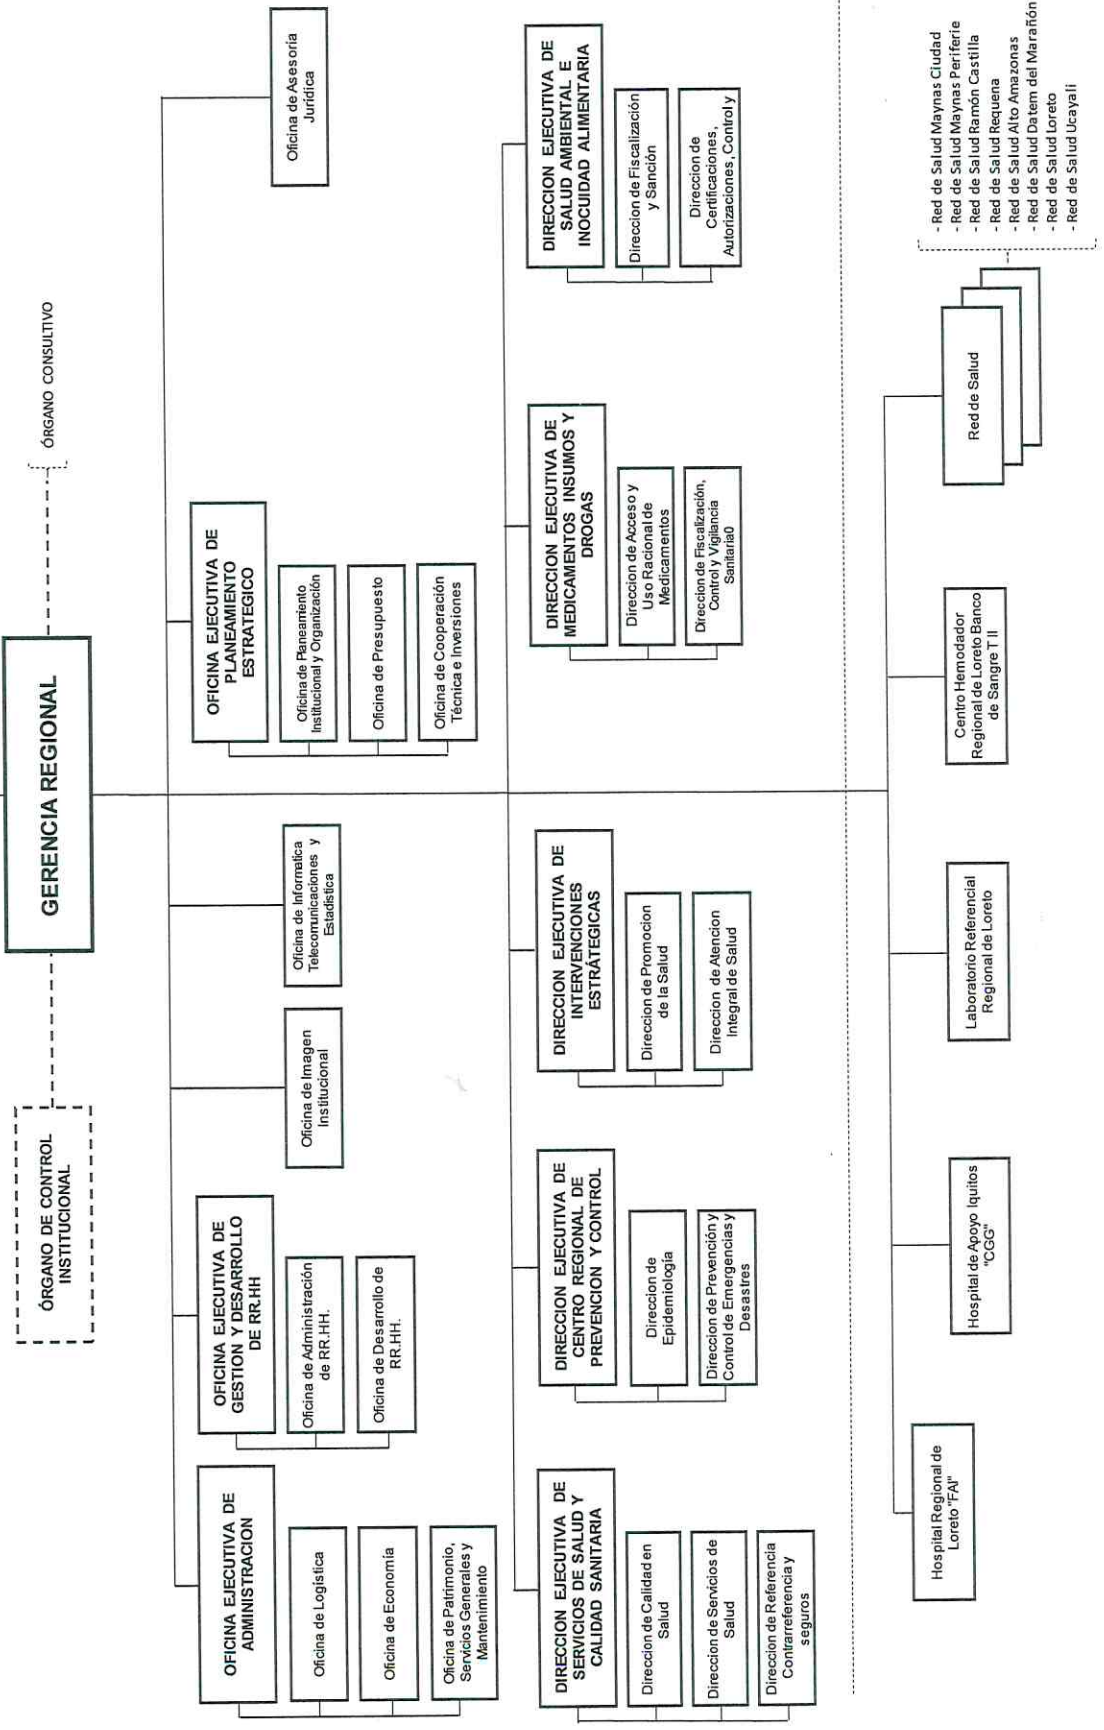 GERENCIA REGIONAL
ÓRGANO DE CONTROL
INSTITUCIONAL
ÓRGANO CONSULTIVO
OFICINA EJECUTIVA DE
ADMINISTRACION
Oficina de Logística
Oficina de Economía
Oficina de Patrimonio,
Servicios Generales y
Mantenimiento
OFICINA EJECUTIVA DE
GESTION Y DESARROLLO
DE RR.HH
Oficina de Administración
de RR.HH.
Oficina de Desarrollo de
RR.HH.
Oficina de Imagen
Institucional
Oficina de Informatica
Telecomunicaciones y
Estadística
OFICINA EJECUTIVA DE
PLANEAMIENTO
ESTRATEGICO
Oficina de Planeamiento
Institucional y Organización
Oficina de Presupuesto
Oficina de Cooperación
Técnica e Inversiones
Oficina de Asesoria
Jurídica
DIRECCION EJECUTIVA DE
SERVICIOS DE SALUD Y
CALIDAD SANITARIA
Direccion de Calidad en
Salud
Direccion de Servicios de
Salud
Direccion de Referencia
Contrarreferencia y
seguros
DIRECCION EJECUTIVA DE
CENTRO REGIONAL DE
PREVENCION Y CONTROL
Direccion de
Epidemiología
Direccion de Prevención y
Control de Emergencias y
Desastres
DIRECCION EJECUTIVA DE
INTERVENCIONES
ESTRÁTEGICAS
Direccion de Promocion
de la Salud
Direccion de Atencion
Integral de Salud
DIRECCION EJECUTIVA DE
MEDICAMENTOS INSUMOS Y
DROGAS
Direccion de Acceso y
Uso Racional de
Medicamentos
Direccion de Fiscalización,
Control y Vigilancia
Sanitaria0
DIRECCION EJECUTIVA DE
SALUD AMBIENTAL E
INOCUIDAD ALIMENTARIA
Direccion de Fiscalización
y Sanción
Direccion de
Certificaciones,
Autorizaciones, Control y
Hospital Regional de
Loreto "FAI"
Hospital de Apoyo Iquitos
"CGG"
Laboratorio Referencial
Regional de Loreto
Centro Hemodador
Regional de Loreto Banco
de Sangre T II
Red de Salud
- Red de Salud Maynas Ciudad
- Red de Salud Maynas Periferie
- Red de Salud Ramón Castilla
- Red de Salud Requena
- Red de Salud Alto Amazonas
- Red de Salud Datem del Marañón
- Red de Salud Loreto
- Red de Salud Ucayali